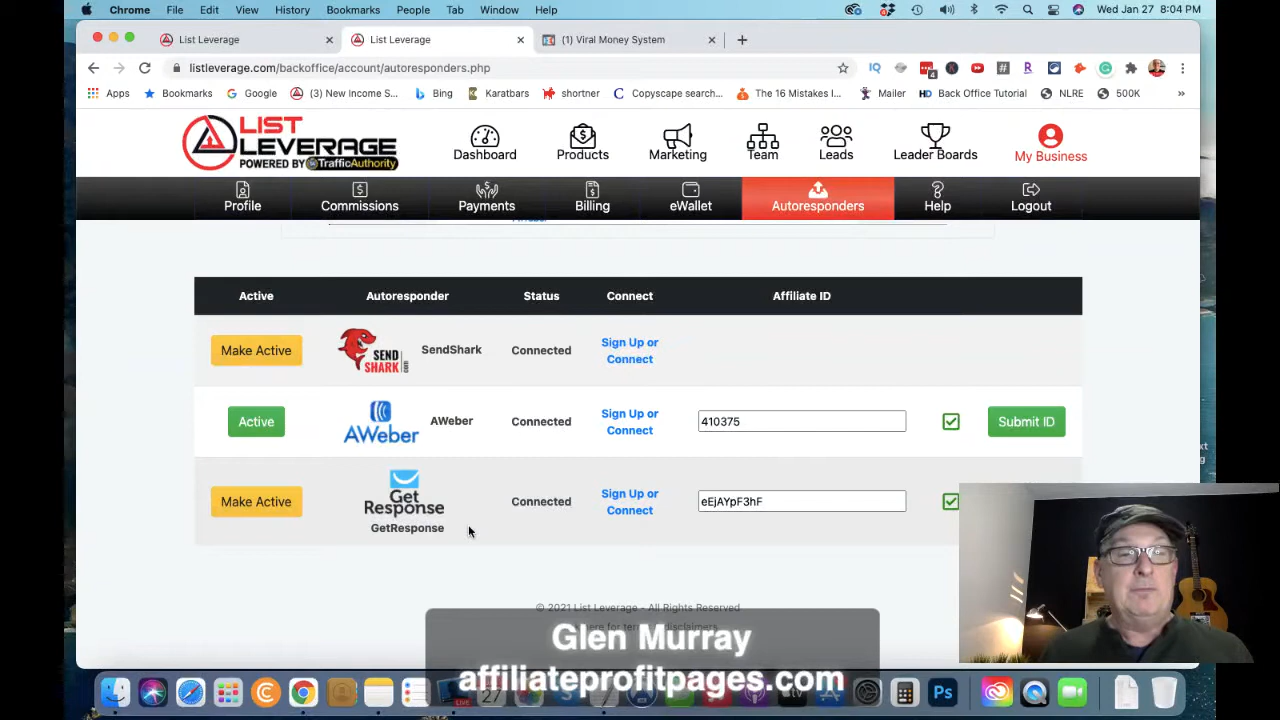 Chrome File Edit View History Bookmarks People Tab Window Help Wed Jan 27 8:04 PM
List Leverage List Leverage (1) Viral Money System
listleverage.com/backoffice/account/autoresponders.php
Apps Bookmarks Google (3) New Income S... Bing Karatbars shortner Copyscape search... The 16 Mistakes I... Mailer Back Office Tutorial NLRE 500K
LIST LEVERAGE
POWERED BY TrafficAuthority
Dashboard Products Marketing Team Leads Leader Boards My Business
Profile Commissions Payments Billing eWallet Autoresponders Help Logout
Active Autoresponder Status Connect Affiliate ID
Make Active SEND SHARK SendShark Connected Sign Up or Connect
Active AWeber AWeber Connected Sign Up or Connect 410375 Submit ID
Make Active Get Response GetResponse Connected Sign Up or Connect eEjAYpF3hF
© 2021 List Leverage - All Rights Reserved
Glen Murray
affiliateprofitpages.com